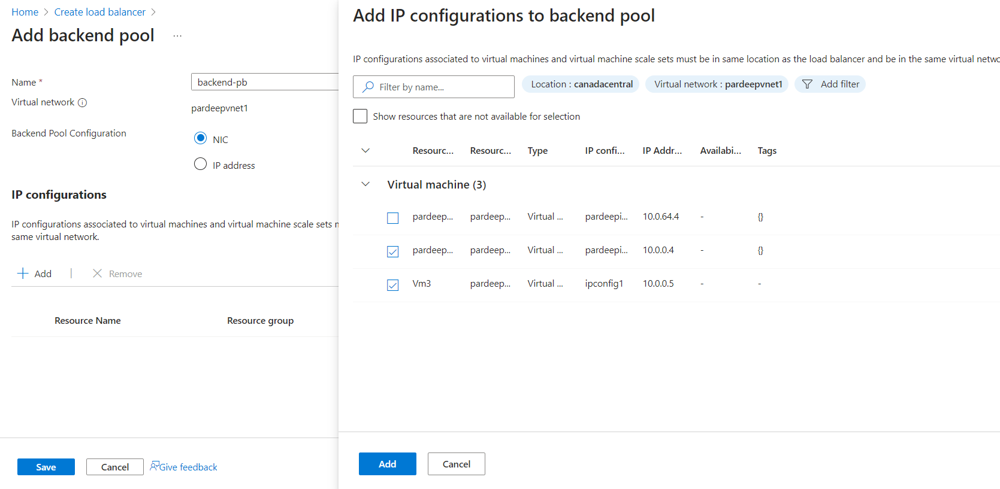 Home > Create load balancer >
Add backend pool ...
Name *
backend-pb
Virtual network
pardeepvnet1
Backend Pool Configuration
NIC
IP address
IP configurations
IP configurations associated to virtual machines and virtual machine scale sets
same virtual network.
Add | Remove
Resource Name Resource group
Save Cancel Give feedback
Add IP configurations to backend pool
IP configurations associated to virtual machines and virtual machine scale sets must be in same location as the load balancer and be in the same virtual netwo
Filter by name... Location : canadacentral Virtual network : pardeepvnet1 Add filter
Show resources that are not available for selection
Resourc... Resourc... Type IP confi... IP Addr... Availabi... Tags
Virtual machine (3)
pardeep... pardeep... Virtual ... pardeepi... 10.0.64.4 - {}
pardeep... pardeep... Virtual ... pardeepi... 10.0.0.4 - {}
Vm3 pardeep... Virtual ... ipconfig1 10.0.0.5 - -
Add Cancel